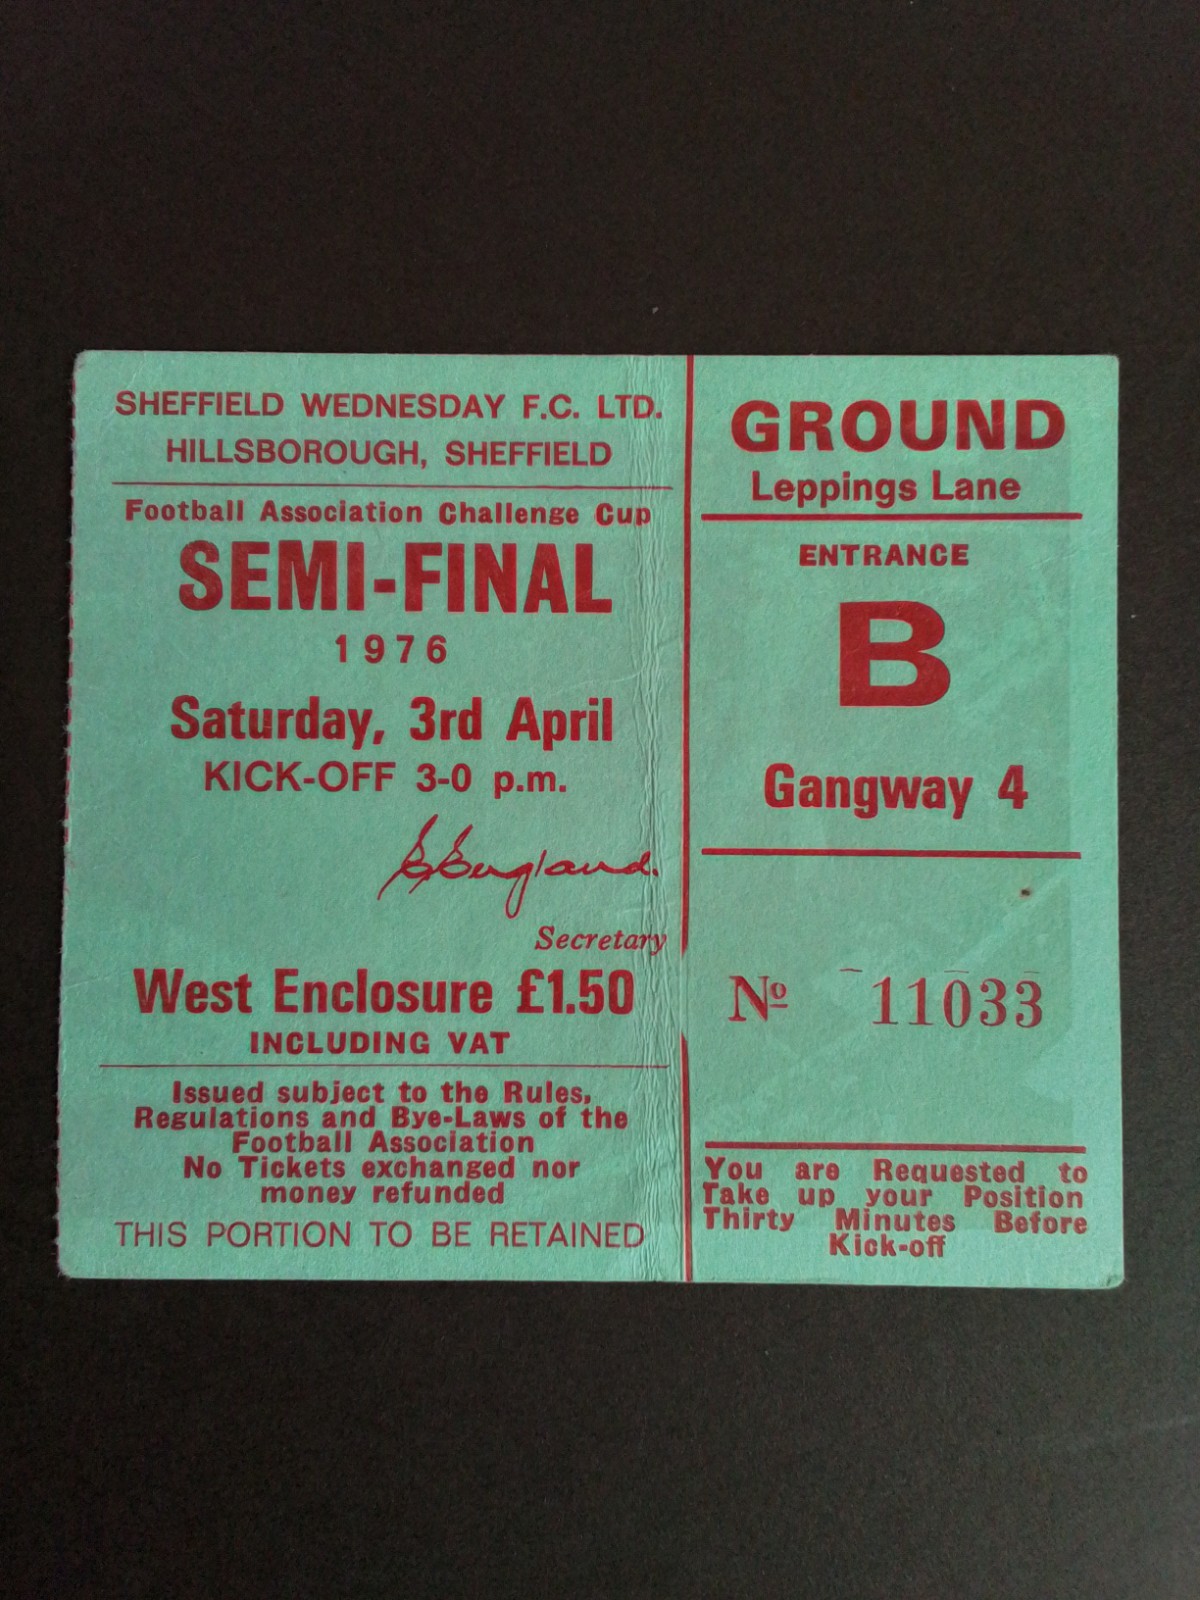 SHEFFIELD WEDNESDAY F.C. LTD.
HILLSBOROUGH, SHEFFIELD
Football Association Challenge Cup
SEMI-FINAL
1976
Saturday, 3rd April
KICK-OFF 3-0 p.m.
E England.
Secretary
West Enclosure £1.50
INCLUDING VAT
Issued subject to the Rules,
Regulations and Bye-Laws of the
Football Association
No Tickets exchanged nor
money refunded
THIS PORTION TO BE RETAINED
GROUND
Leppings Lane
ENTRANCE
B
Gangway 4
Nº 11033
You are Requested to
Take up your Position
Thirty Minutes Before
Kick-off